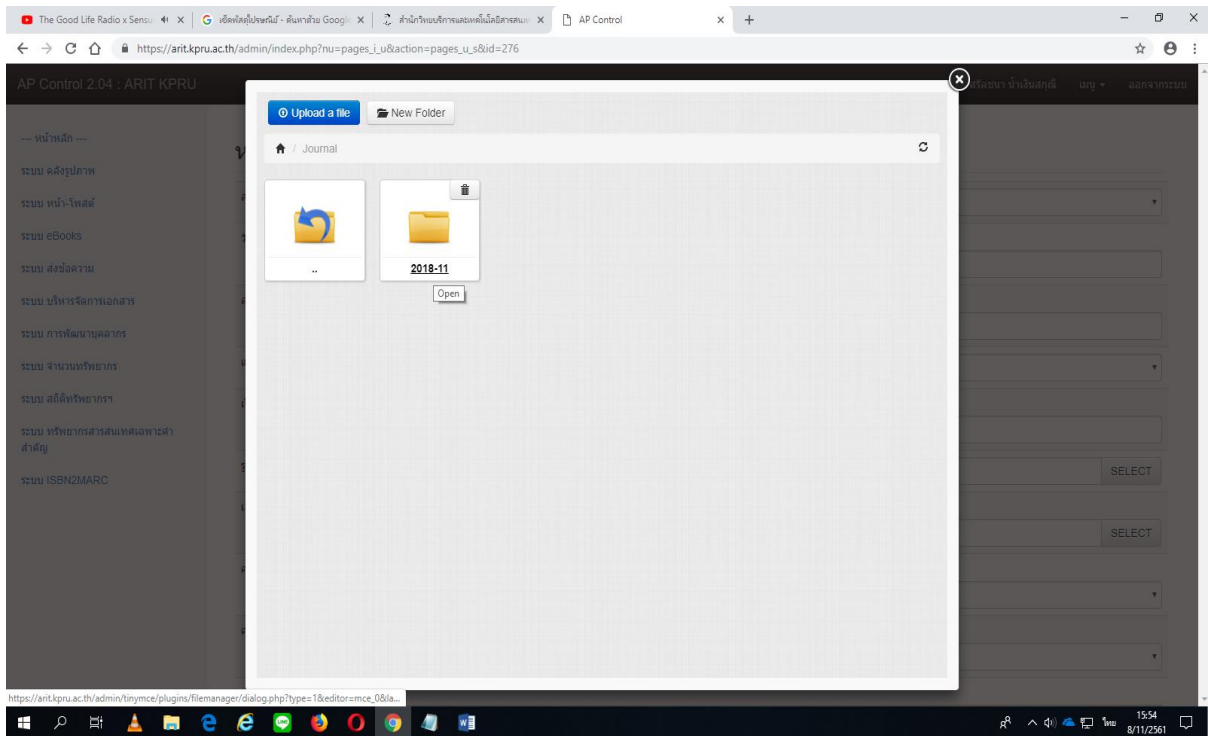 The Good Life Radio x Sensu
เช็คพัสดุไปรษณีย์ - ค้นหาด้วย Googl
สำนักวิทยบริการและเทคโนโลยีสารสนเท
AP Control
https://arit.kpru.ac.th/admin/index.php?nu=pages_i_u&action=pages_u_s&id=276
AP Control 2.04 : ARIT KPRU
เมนู
ออกจากระบบ
Upload a file
New Folder
/ Journal
--- หน้าหลัก ---
ระบบ คลังรูปภาพ
ระบบ หน้า-โพสต์
ระบบ eBooks
ระบบ ส่งข้อความ
ระบบ บริหารจัดการเอกสาร
ระบบ การพัฒนาบุคลากร
ระบบ จำนวนทรัพยากร
ระบบ สถิติทรัพยากรฯ
ระบบ ทรัพยากรสารสนเทศเฉพาะคำ
สำคัญ
ระบบ ISBN2MARC
..
2018-11
Open
SELECT
SELECT
https://arit.kpru.ac.th/admin/tinymce/plugins/filemanager/dialog.php?type=1&editor=mce_0&la...
ไทย
15:54
8/11/2561